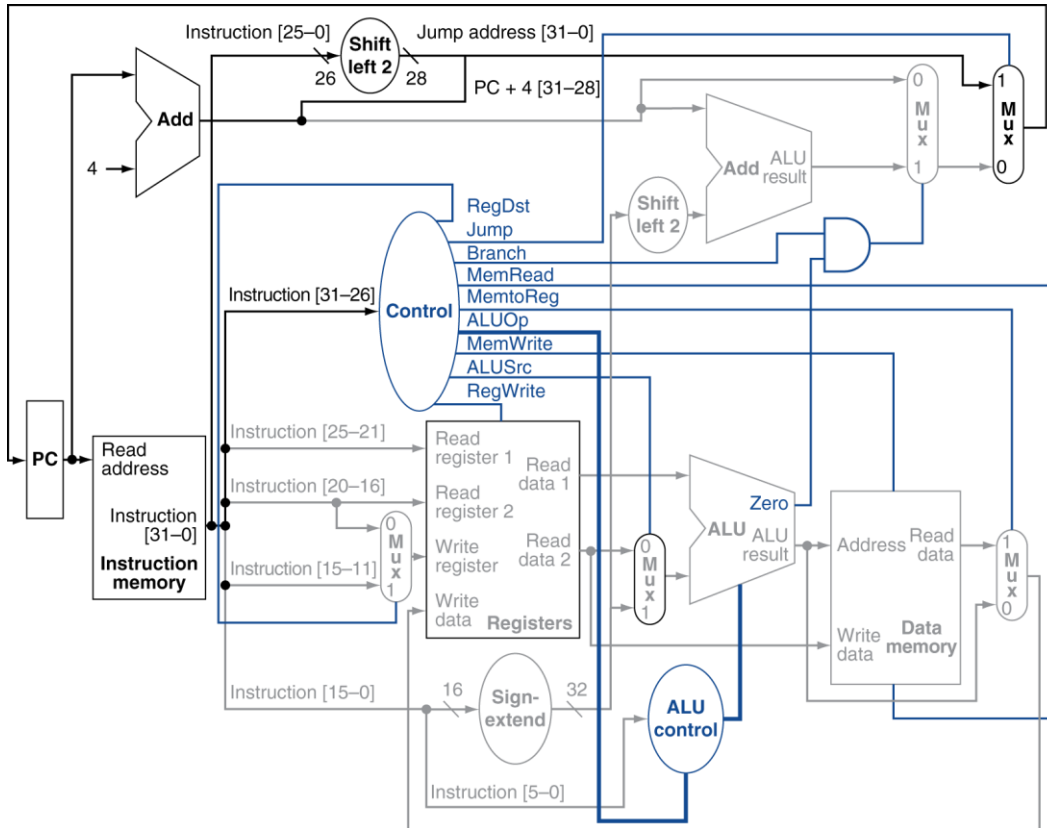 Instruction [25–0]
Shift
left 2
Jump address [31–0]
26
28
PC + 4 [31–28]
Add
4
0
M
u
x
1
1
M
u
x
0
Add
ALU
result
Shift
left 2
RegDst
Jump
Branch
MemRead
MemtoReg
ALUOp
MemWrite
ALUSrc
RegWrite
Instruction [31–26]
Control
PC
Read
address
Instruction
[31–0]
Instruction
memory
Instruction [25–21]
Instruction [20–16]
Instruction [15–11]
0
M
u
x
1
Read
register 1
Read
register 2
Write
register
Write
data
Read
data 1
Read
data 2
Registers
0
M
u
x
1
Zero
ALU
ALU
result
Address
Read
data
Write
data
Data
memory
1
M
u
x
0
Instruction [15–0]
16
Sign-
extend
32
ALU
control
Instruction [5–0]